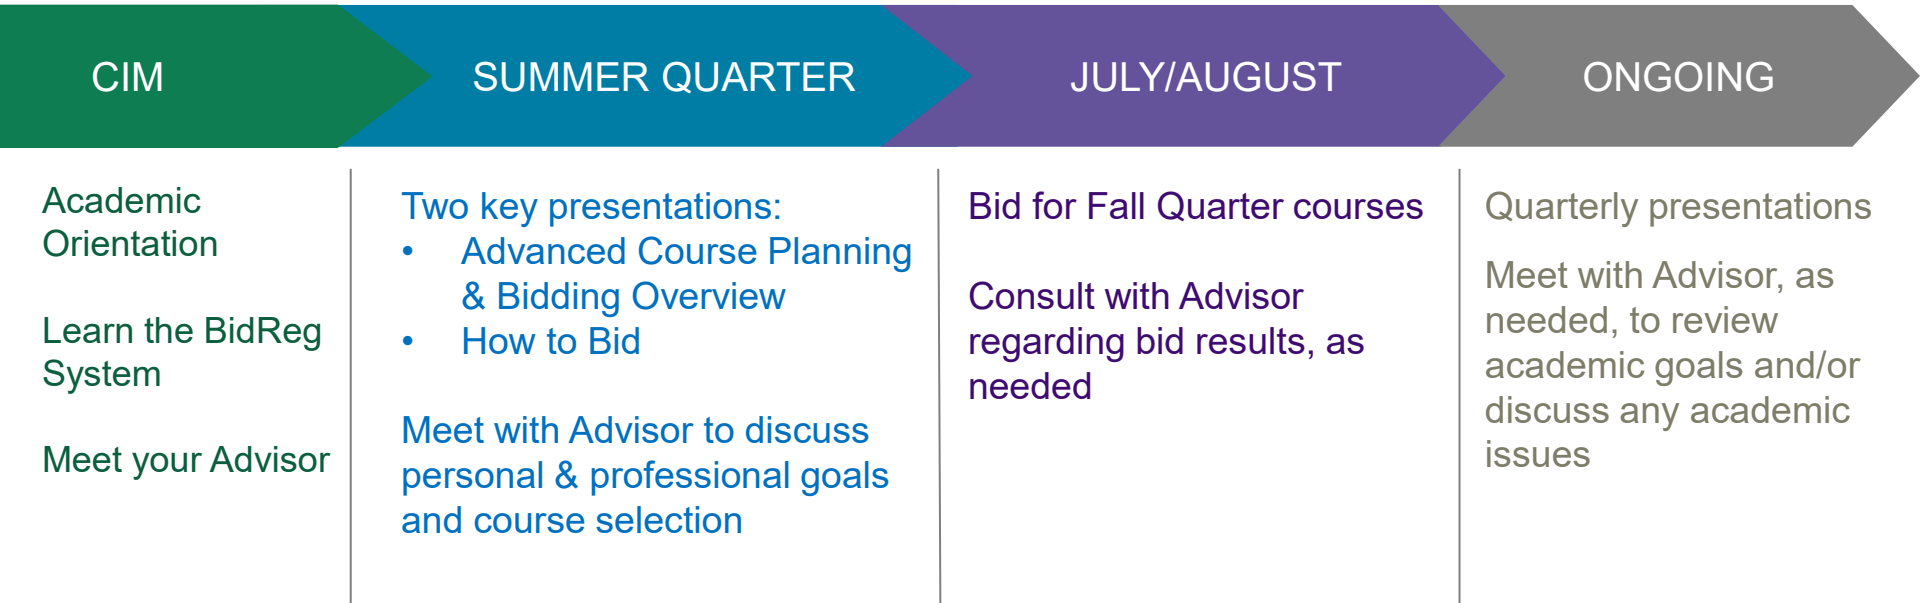 CIM
SUMMER QUARTER
JULY/AUGUST
ONGOING
Academic
Orientation
Learn the BidReg
System
Meet your Advisor
Two key presentations:
• Advanced Course Planning
& Bidding Overview
• How to Bid
Meet with Advisor to discuss
personal & professional goals
and course selection
Bid for Fall Quarter courses
Consult with Advisor
regarding bid results, as
needed
Quarterly presentations
Meet with Advisor, as
needed, to review
academic goals and/or
discuss any academic
issues